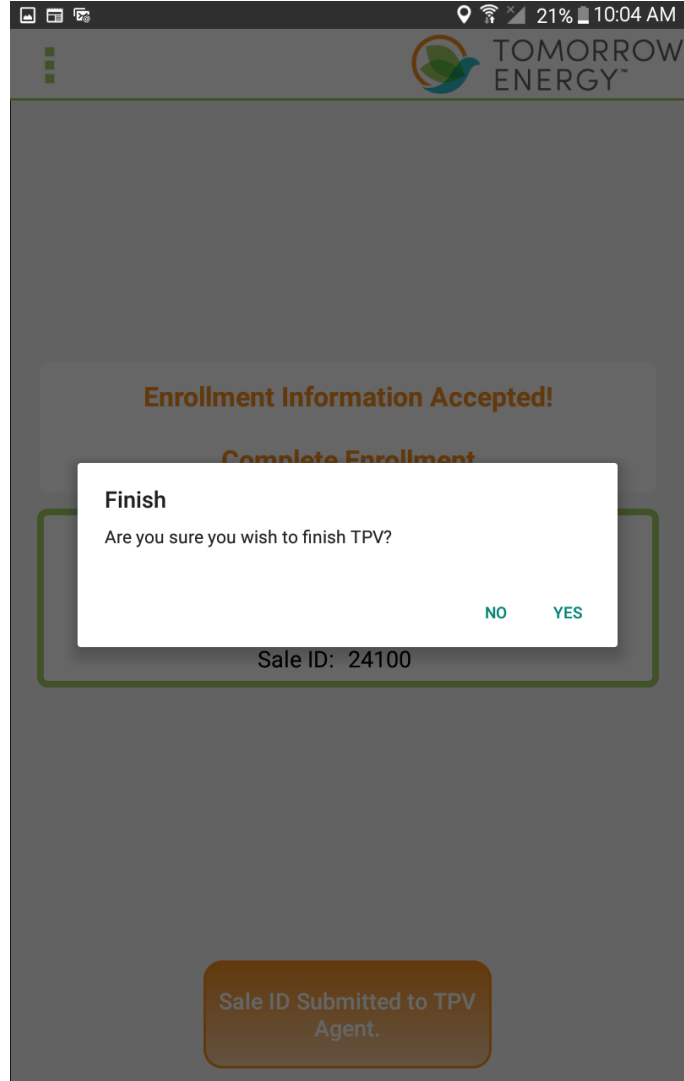 21% 10:04 AM
TOMORROW
ENERGY™
Enrollment Information Accepted!
Complete Enrollment
Finish
Are you sure you wish to finish TPV?
NO YES
Sale ID: 24100
Sale ID Submitted to TPV
Agent.